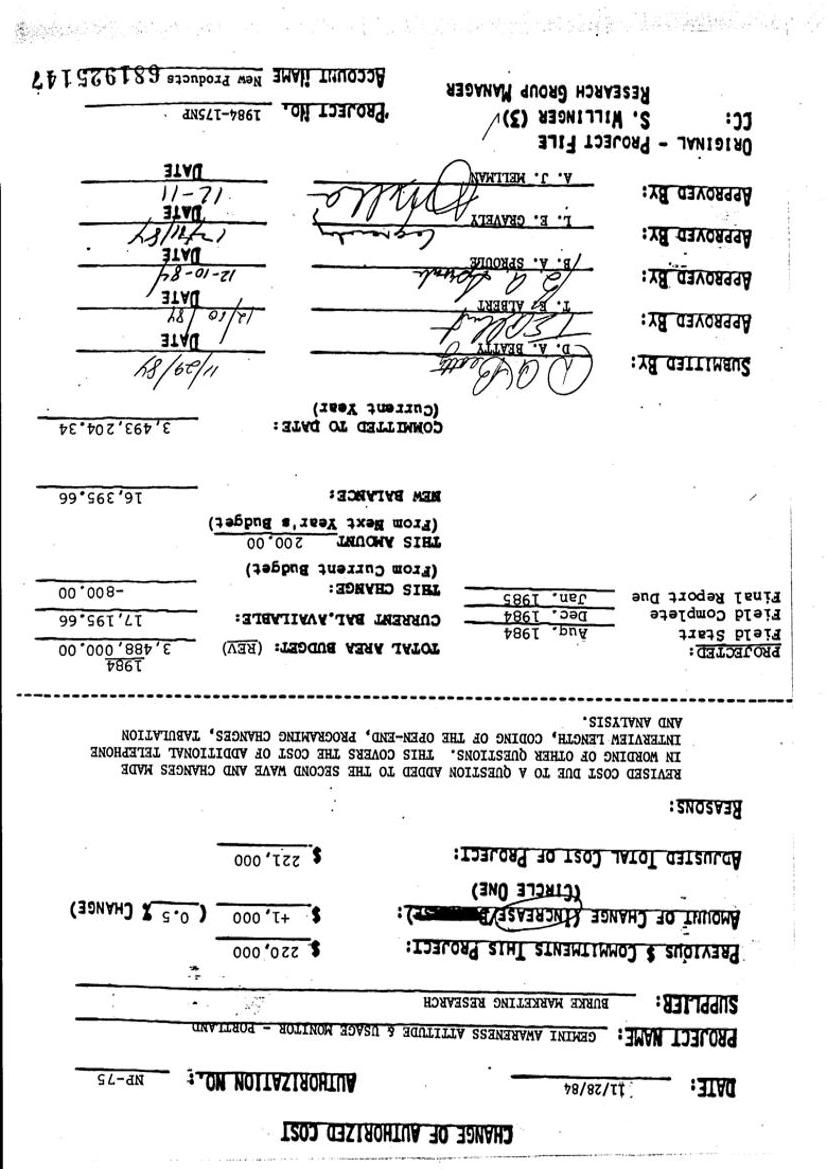 CHANGE OF AUTHORIZED COST
DATE: 11/28/84 AUTHORIZATION NO.: NP-75
PROJECT NAME: GEMINI AWARENESS ATTITUDE & USAGE MONITOR - PORTLAND
SUPPLIER: BURKE MARKETING RESEARCH
PREVIOUS $ COMMITMENTS THIS PROJECT: $ 220,000
AMOUNT OF CHANGE (INCREASE/ ): $ +1,000 ( 0.5 % CHANGE)
(CIRCLE ONE)
ADJUSTED TOTAL COST OF PROJECT: $ 221,000
REASONS:
REVISED COST DUE TO A QUESTION ADDED TO THE SECOND WAVE AND CHANGES MADE
IN WORDING OF OTHER QUESTIONS. THIS COVERS THE COST OF ADDITIONAL TELEPHONE
INTERVIEW LENGTH, CODING OF THE OPEN-END, PROGRAMING CHANGES, TABULATION
AND ANALYSIS.
1984
PROJECTED: TOTAL AREA BUDGET: (REV) 3,488,000.00
Field Start Aug. 1984
Field Complete Dec. 1984 CURRENT BAL.AVAILABLE: 17,195.66
Final Report Due Jan. 1985 THIS CHANGE: -800.00
(From Current Budget)
THIS AMOUNT 200.00
(From Next Year's Budget)
NEW BALANCE: 16,395.66
COMMITTED TO DATE: 3,493,204.34
(Current Year)
SUBMITTED BY: D A Beatty 11/29/84
D. A. BEATTY DATE
APPROVED BY: T E Albert 12/10/84
T. E. ALBERT DATE
APPROVED BY: B A Sproule 12-10-84
B. A. SPROULE DATE
APPROVED BY: 12/11/84
L. E. GRAVELY DATE
APPROVED BY: 12-11
A. J. MELLMAN DATE
ORIGINAL - PROJECT FILE
CC: S. WILLINGER (3) PROJECT NO. 1984-175NP
RESEARCH GROUP MANAGER ACCOUNT NAME New Products
681925147